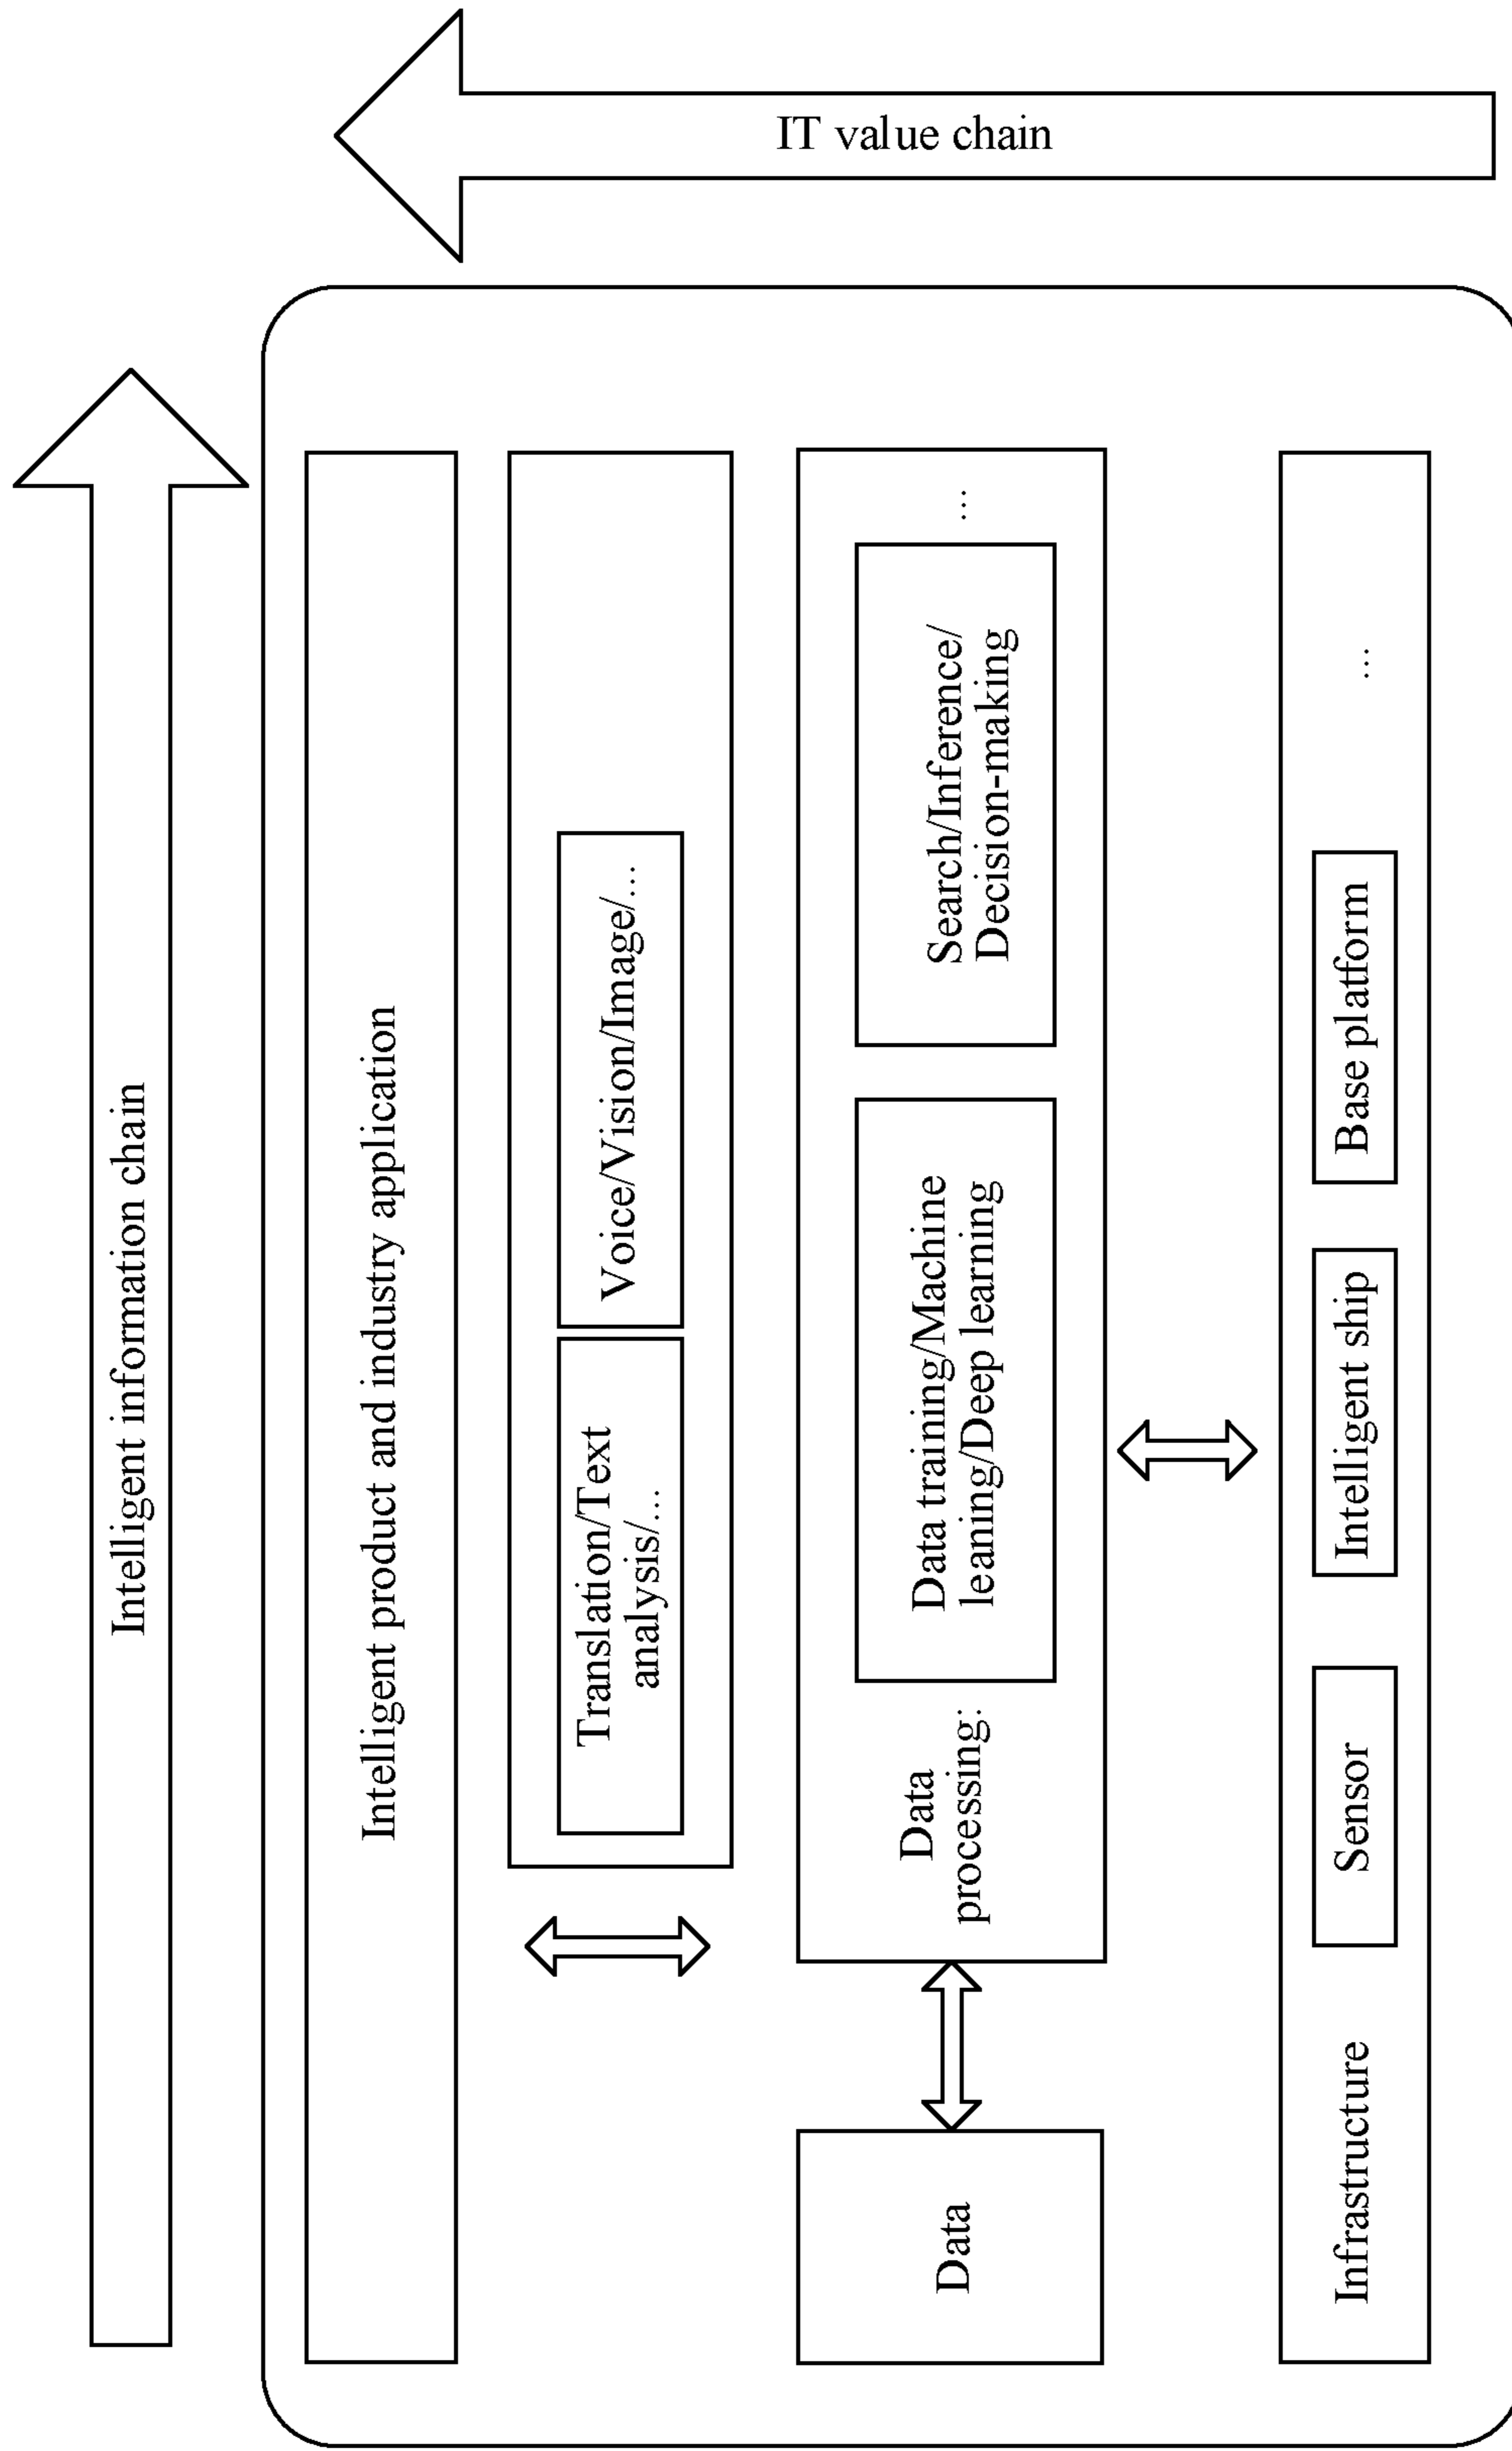 Intelligent information chain
IT value chain
Intelligent product and industry application
Translation/Text
analysis/...
Voice/Vision/Image/...
Data
Data
processing:
Data training/Machine
leaning/Deep learning
Search/Inference/
Decision-making
...
Infrastructure
Sensor
Intelligent ship
Base platform
...